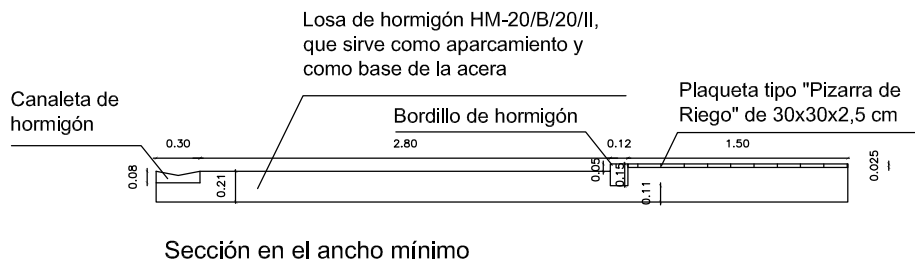 Losa de hormigón HM-20/B/20/II,
que sirve como aparcamiento y
como base de la acera
Canaleta de
hormigón
Bordillo de hormigón
Plaqueta tipo "Pizarra de
Riego" de 30x30x2,5 cm
0.30
2.80
0.12
1.50
0.08
0.21
0.05
0.15
0.11
0.025
Sección en el ancho mínimo